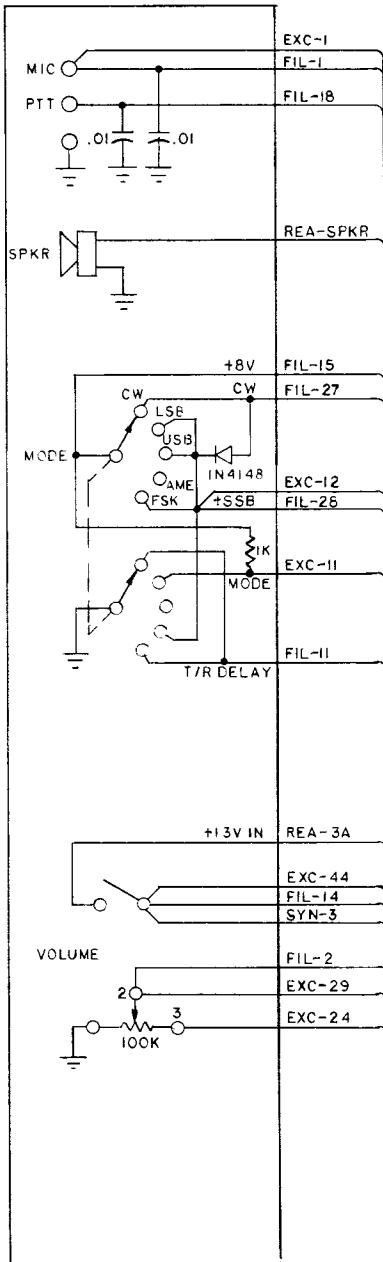 EXC-1
MIC FIL-1
PTT FIL-18
.01 .01
SPKR REA-SPKR
+8V FIL-15
CW CW FIL-27
LSB
USB
MODE 1N4148
AME
FSK +SSB EXC-12
FIL-28
1K
MODE EXC-11
T/R DELAY FIL-11
+13V IN REA-3A
EXC-44
FIL-14
SYN-3
VOLUME FIL-2
2 EXC-29
3 EXC-24
100K